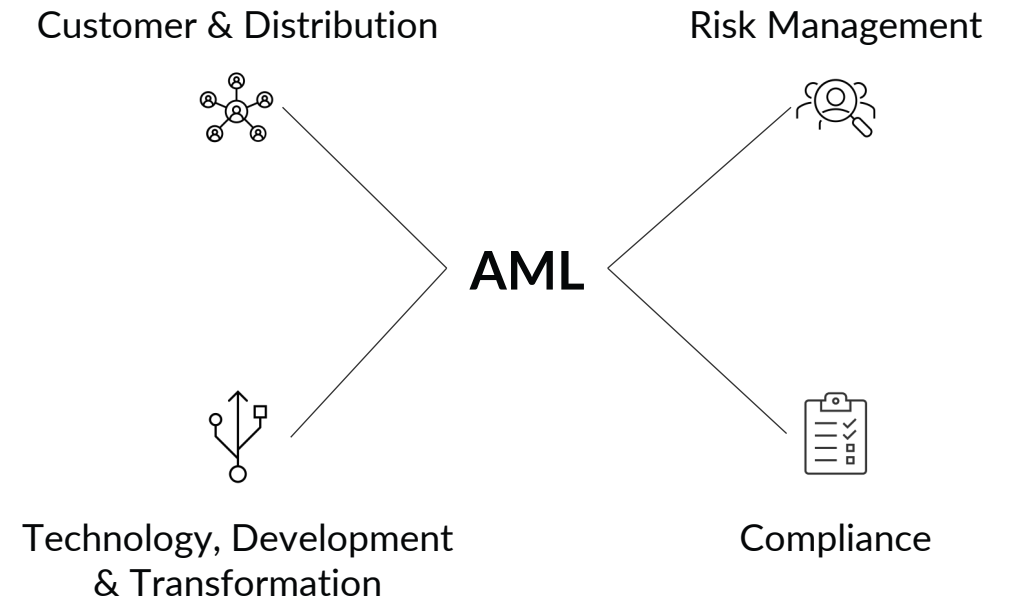 Customer & Distribution
Risk Management
AML
Technology, Development
& Transformation
Compliance